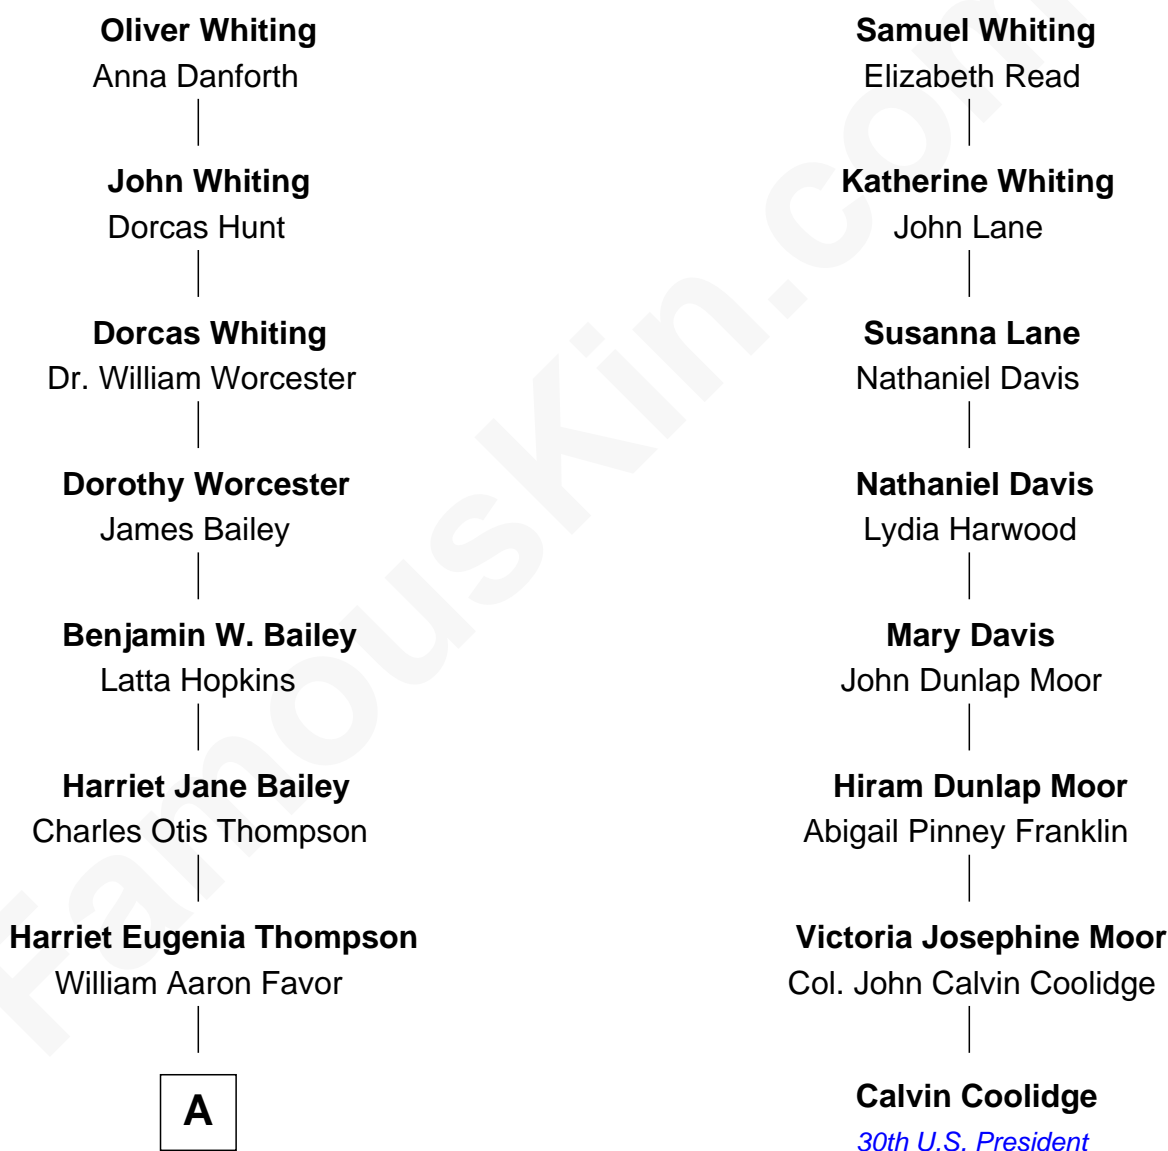 Oliver Whiting
Anna Danforth
John Whiting
Dorcas Hunt
Dorcas Whiting
Dr. William Worcester
Dorothy Worcester
James Bailey
Benjamin W. Bailey
Latta Hopkins
Harriet Jane Bailey
Charles Otis Thompson
Harriet Eugenia Thompson
William Aaron Favor
A
Samuel Whiting
Elizabeth Read
Katherine Whiting
John Lane
Susanna Lane
Nathaniel Davis
Nathaniel Davis
Lydia Harwood
Mary Davis
John Dunlap Moor
Hiram Dunlap Moor
Abigail Pinney Franklin
Victoria Josephine Moor
Col. John Calvin Coolidge
Calvin Coolidge
30th U.S. President
FamousKin.com